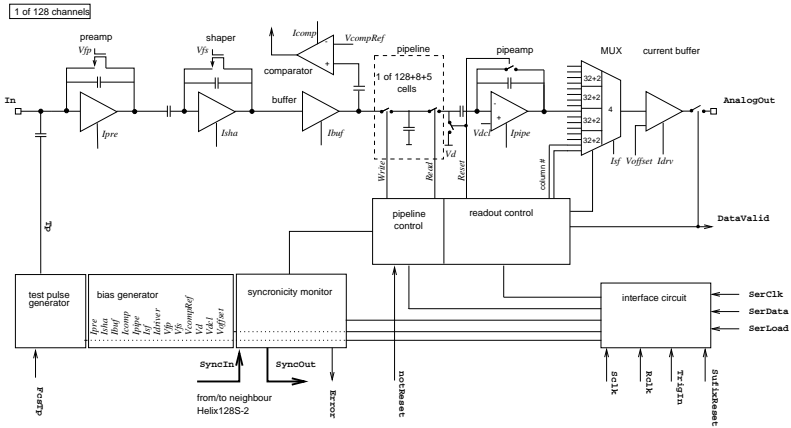 1 of 128 channels
preamp
Vfp
shaper
Vfs
Icomp
VcompRef
comparator
pipeline
1 of 128+8+5
cells
pipeamp
MUX
current buffer
In
Ipre
Isha
buffer
Ibuf
Vd
Vdcl
Ipipe
32+2
32+2
32+2
32+2
4
Isf
Voffset
Idrv
AnalogOut
Write
Read
Reset
column #
Tp
pipeline
control
readout control
DataValid
test pulse
generator
bias generator
Ipre
Isha
Ibuf
Icomp
Ipipe
Isf
Idriver
Vfp
Vfs
VcompRef
Vd
Vdcl
Voffset
syncronicity monitor
interface circuit
SerClk
SerData
SerLoad
FcsTp
SyncIn
SyncOut
from/to neighbour
Helix128S-2
Error
notReset
Sclk
Rclk
TrigIn
SufixReset